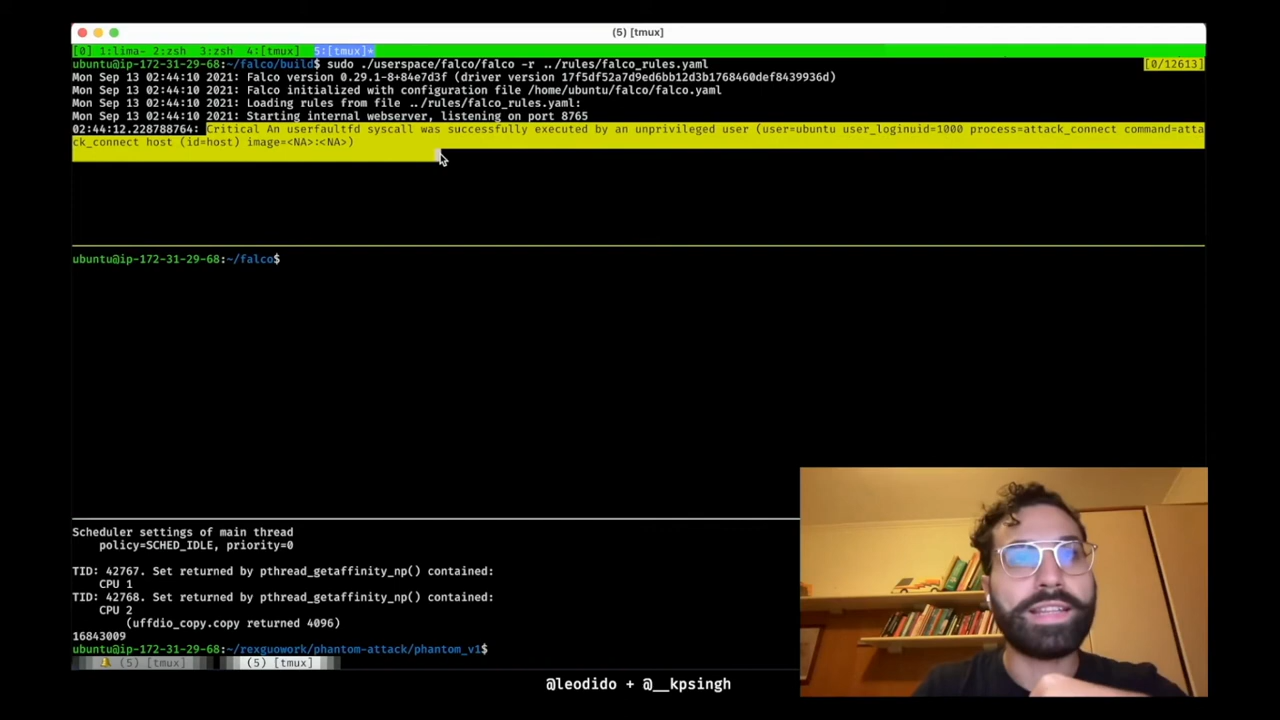 (5) [tmux]
[0] 1:lima- 2:zsh 3:zsh 4:[tmux] 5:[tmux]*
ubuntu@ip-172-31-29-68:~/falco/build$ sudo ./userspace/falco/falco -r ../rules/falco_rules.yaml [0/12613]
Mon Sep 13 02:44:10 2021: Falco version 0.29.1-8+84e7d3f (driver version 17f5df52a7d9ed6bb12d3b1768460def8439936d)
Mon Sep 13 02:44:10 2021: Falco initialized with configuration file /home/ubuntu/falco/falco.yaml
Mon Sep 13 02:44:10 2021: Loading rules from file ../rules/falco_rules.yaml:
Mon Sep 13 02:44:10 2021: Starting internal webserver, listening on port 8765
02:44:12.228788764: Critical An userfaultfd syscall was successfully executed by an unprivileged user (user=ubuntu user_loginuid=1000 process=attack_connect command=atta
ck_connect host (id=host) image=<NA>:<NA>)
ubuntu@ip-172-31-29-68:~/falco$
Scheduler settings of main thread
policy=SCHED_IDLE, priority=0
TID: 42767. Set returned by pthread_getaffinity_np() contained:
CPU 1
TID: 42768. Set returned by pthread_getaffinity_np() contained:
CPU 2
(uffdio_copy.copy returned 4096)
16843009
ubuntu@ip-172-31-29-68:~/rexguowork/phantom-attack/phantom_v1$
(5) [tmux] (5) [tmux]
@leodido + @__kpsingh